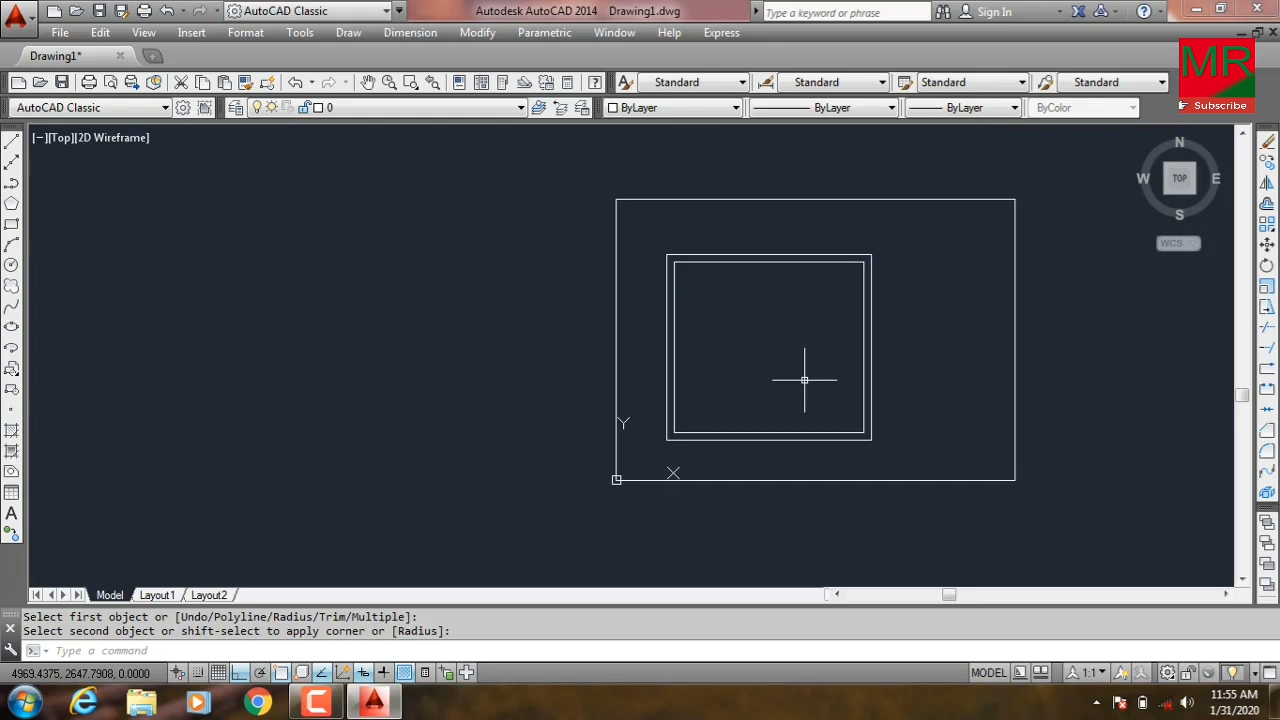 AutoCAD Classic
Autodesk AutoCAD 2014 Drawing1.dwg
Type a keyword or phrase
Sign In
File Edit View Insert Format Tools Draw Dimension Modify Parametric Window Help Express
MR
Subscribe
Drawing1*
Standard Standard Standard Standard
AutoCAD Classic 0 ByLayer ByLayer ByLayer ByColor
[−][Top][2D Wireframe]
N
W TOP E
S
WCS
Y
X
A
Model Layout1 Layout2
Select first object or [Undo/Polyline/Radius/Trim/Multiple]:
Select second object or shift-select to apply corner or [Radius]:
Type a command
4969.4375, 2647.7908, 0.0000 MODEL 1:1
11:55 AM
1/31/2020